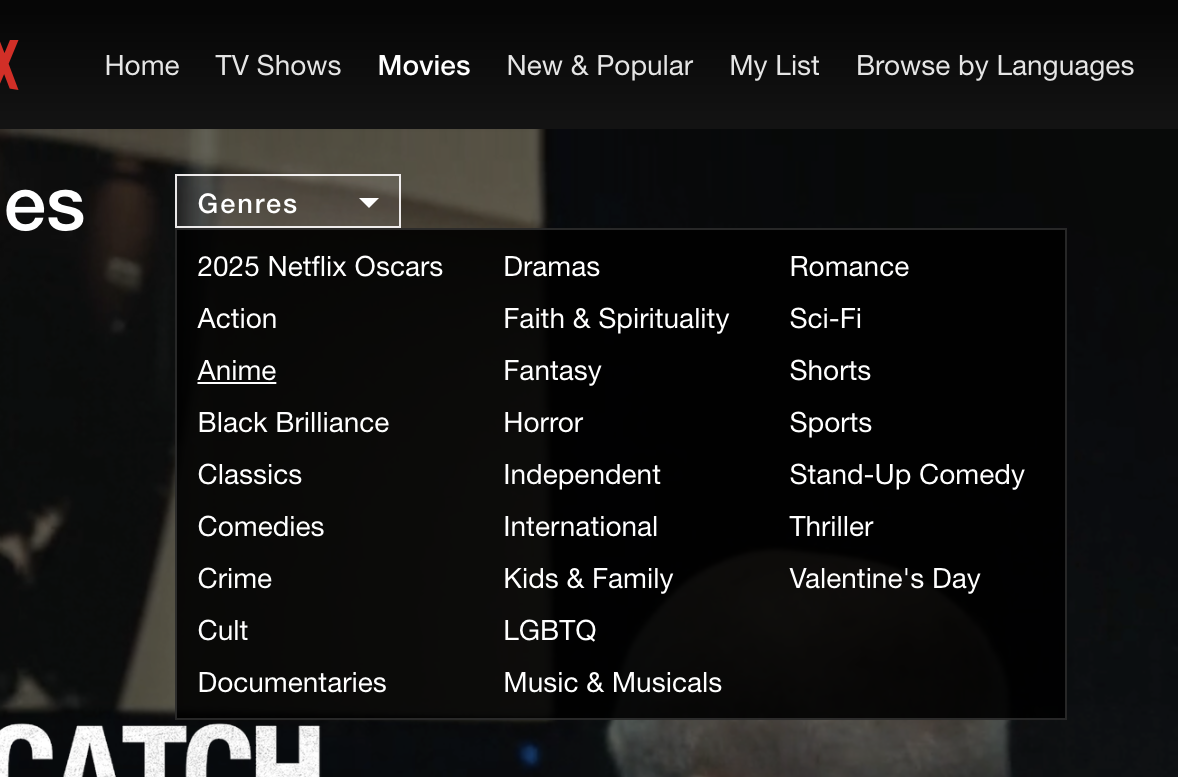 X
Home TV Shows Movies New & Popular My List Browse by Languages
es
Genres
2025 Netflix Oscars
Action
Anime
Black Brilliance
Classics
Comedies
Crime
Cult
Documentaries
Dramas
Faith & Spirituality
Fantasy
Horror
Independent
International
Kids & Family
LGBTQ
Music & Musicals
Romance
Sci-Fi
Shorts
Sports
Stand-Up Comedy
Thriller
Valentine's Day
CATCH